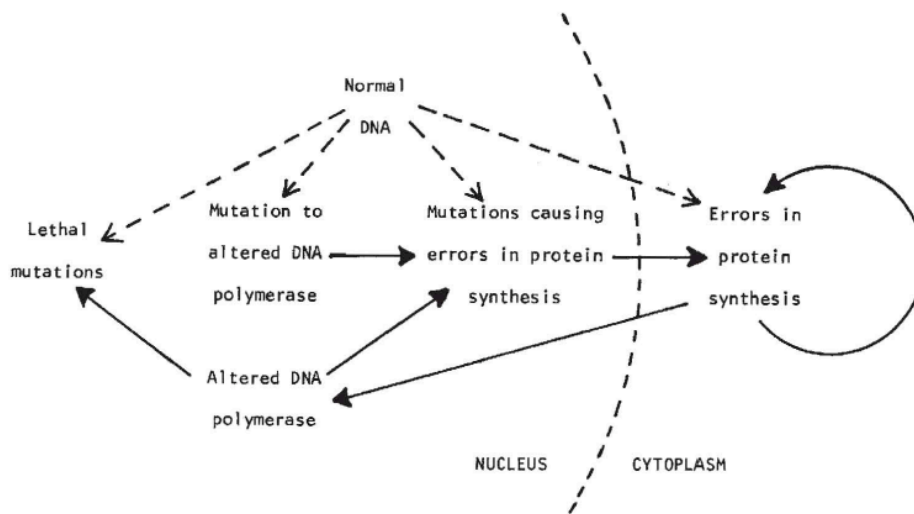 Normal
DNA
Lethal
mutations
Mutation to
altered DNA
polymerase
Mutations causing
errors in protein
synthesis
Errors in
protein
synthesis
Altered DNA
polymerase
NUCLEUS
CYTOPLASM